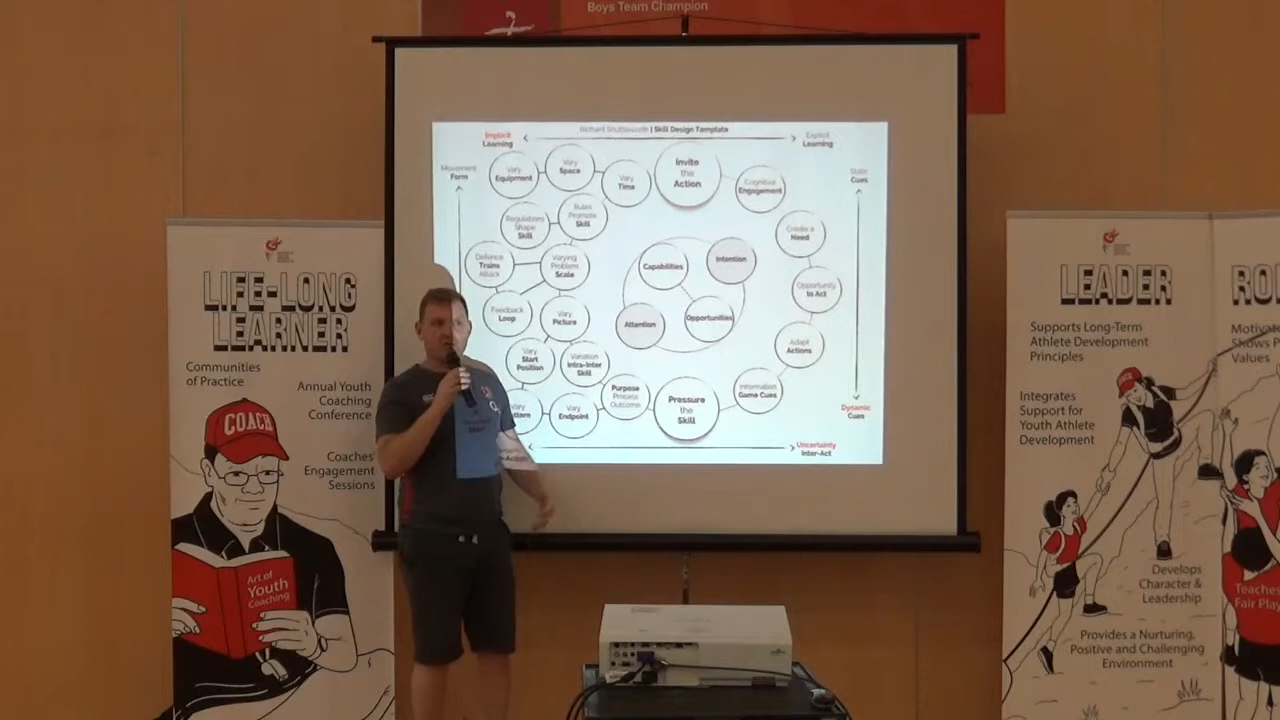 Boys Team Champion
Richard Shuttleworth | Skill Design Template
Implicit
Learning
Explicit
Learning
Movement
Form
Static
Cues
Vary
Equipment
Vary
Space
Vary
Time
Invite
the
Action
Cognitive
Engagement
Regulations
Shape
Skill
Rules
Promote
Skill
Create a
Need
Defence
Trains
Attack
Varying
Problem
Scale
Capabilities
Intention
Opportunity
to Act
Feedback
Loop
Vary
Picture
Attention
Opportunities
Adapt
Actions
Vary
Start
Position
Variation
Intra-Inter
Skill
Purpose
Process
Outcome
Pressure
the
Skill
Information
Game Cues
Vary
Vary
Endpoint
Dynamic
Cues
Uncertainty
Inter-Act
LIFE-LONG
LEARNER
Communities
of Practice
Annual Youth
Coaching
Conference
Coaches
Engagement
Sessions
COACH
Art of
Youth
Coaching
LEADER
Supports Long-Term
Athlete Development
Principles
Integrates
Support for
Youth Athlete
Development
Develops
Character &
Leadership
Provides a Nurturing,
Positive and Challenging
Environment
Values
Teaches
Fair Play